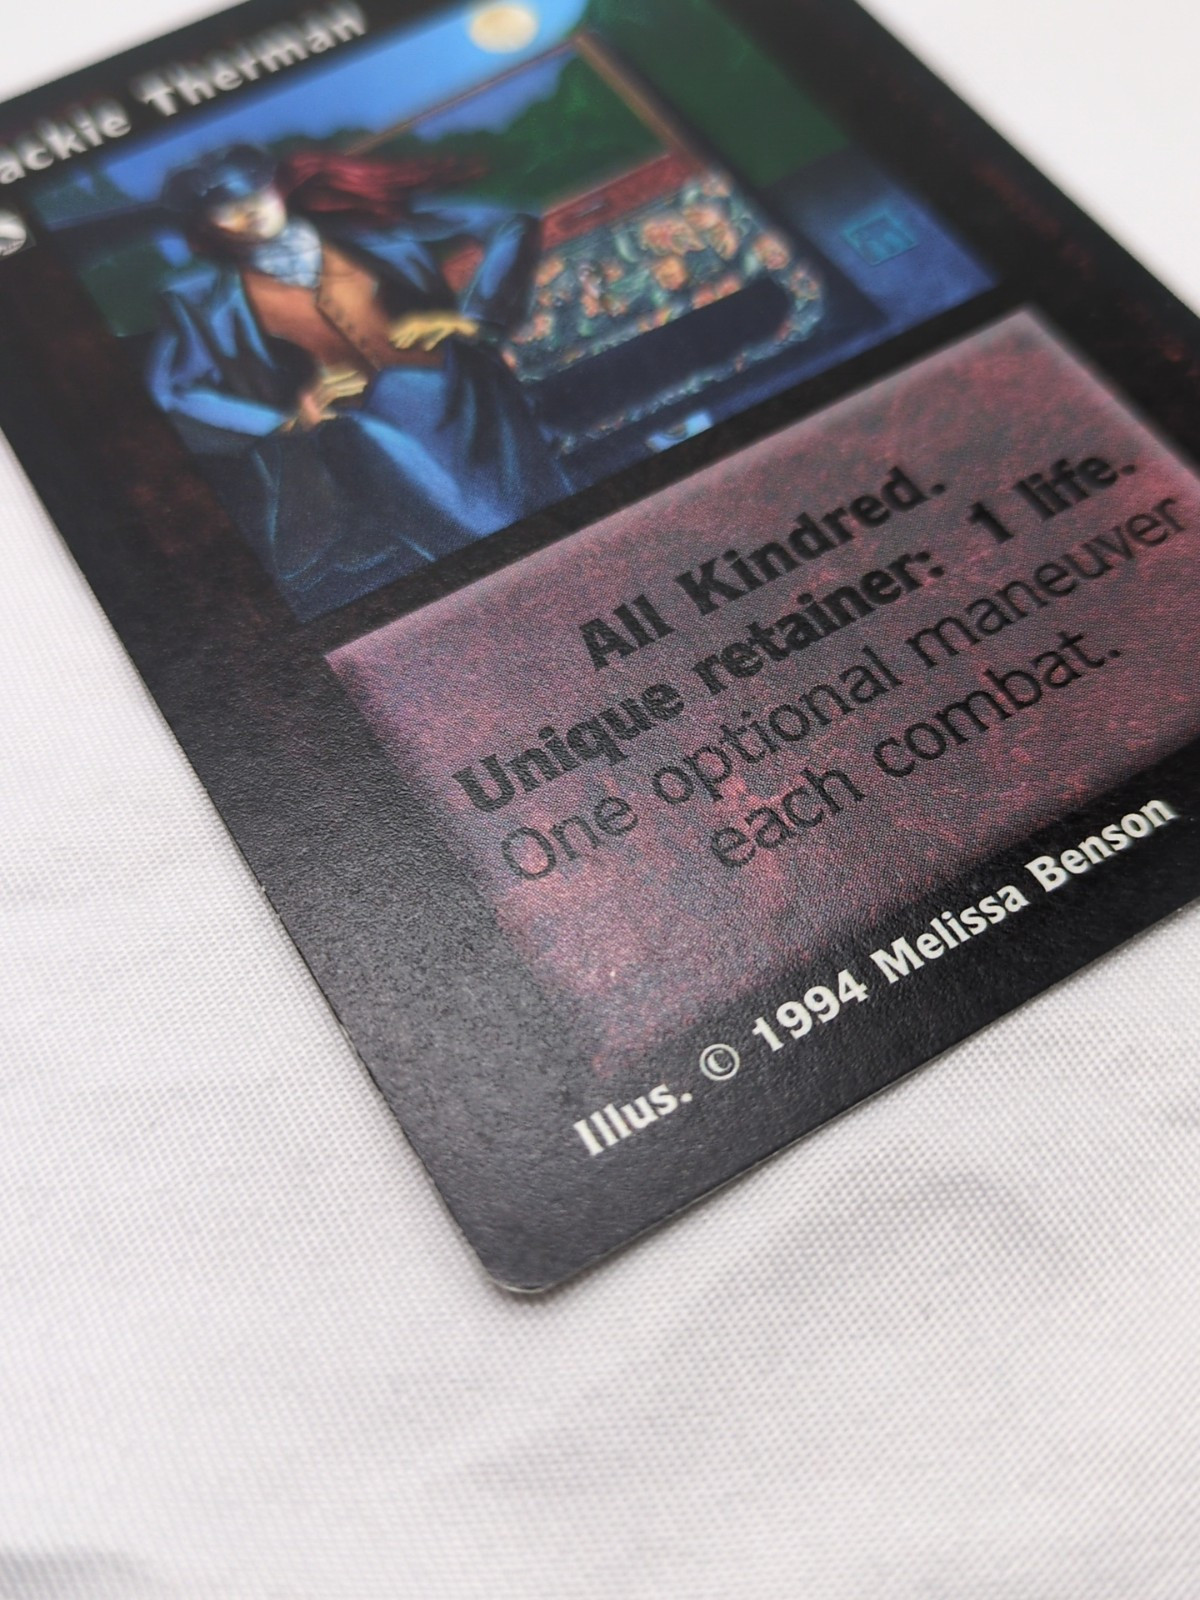 ackie Therman
All Kindred.
Unique retainer: 1 life.
One optional maneuver
each combat.
Illus. © 1994 Melissa Benson